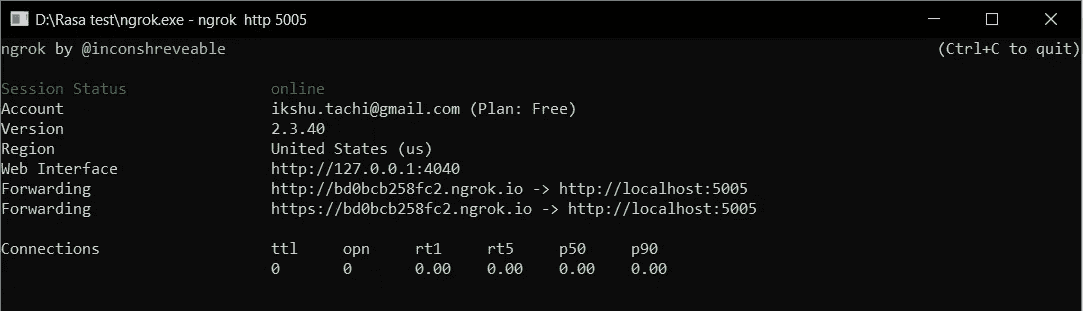 D:\Rasa test\ngrok.exe - ngrok  http 5005
ngrok by @inconshreveable (Ctrl+C to quit)
Session Status online
Account ikshu.tachi@gmail.com (Plan: Free)
Version 2.3.40
Region United States (us)
Web Interface http://127.0.0.1:4040
Forwarding http://bd0bcb258fc2.ngrok.io -> http://localhost:5005
Forwarding https://bd0bcb258fc2.ngrok.io -> http://localhost:5005
Connections ttl opn rt1 rt5 p50 p90
0 0 0.00 0.00 0.00 0.00